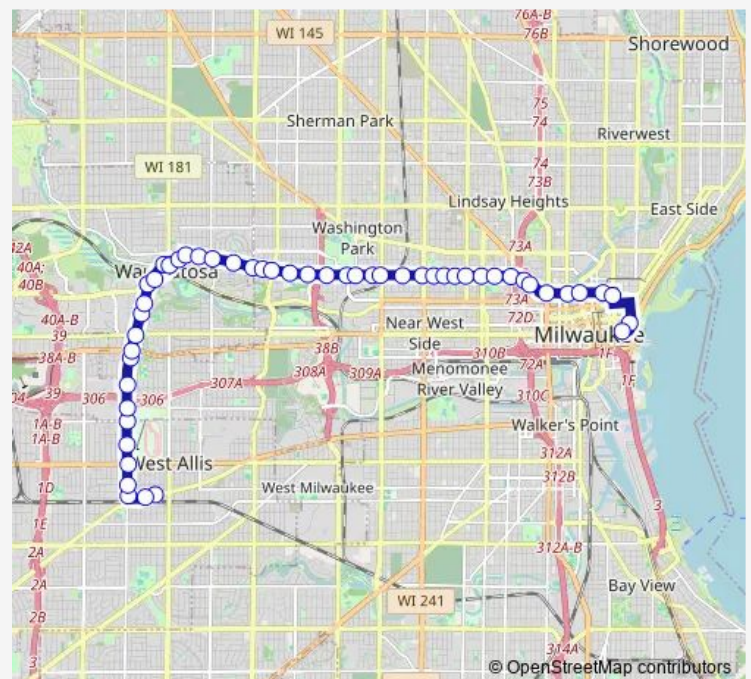 76A-B
76B
Shorewood
WI 145
75
74
Sherman Park
Riverwest
WI 181
74
73B
Lindsay Heights
East Side
Washington
Park
73A
42A
40A;
40B
73A
40A-B
Near West
Side
72D
Milwaukee
39
38B
310B
1F
38A-B
308A
309A
Menomonee
River Valley
72A
1F
307A
39
306
306
310C
1A-B
1A-B
Walker's Point
312A
West Allis
312B
West Milwaukee
1D
3
1E
312A-B
2A
2A
Bay View
WI 241
2B
3
314A
© OpenStreetMap contributors